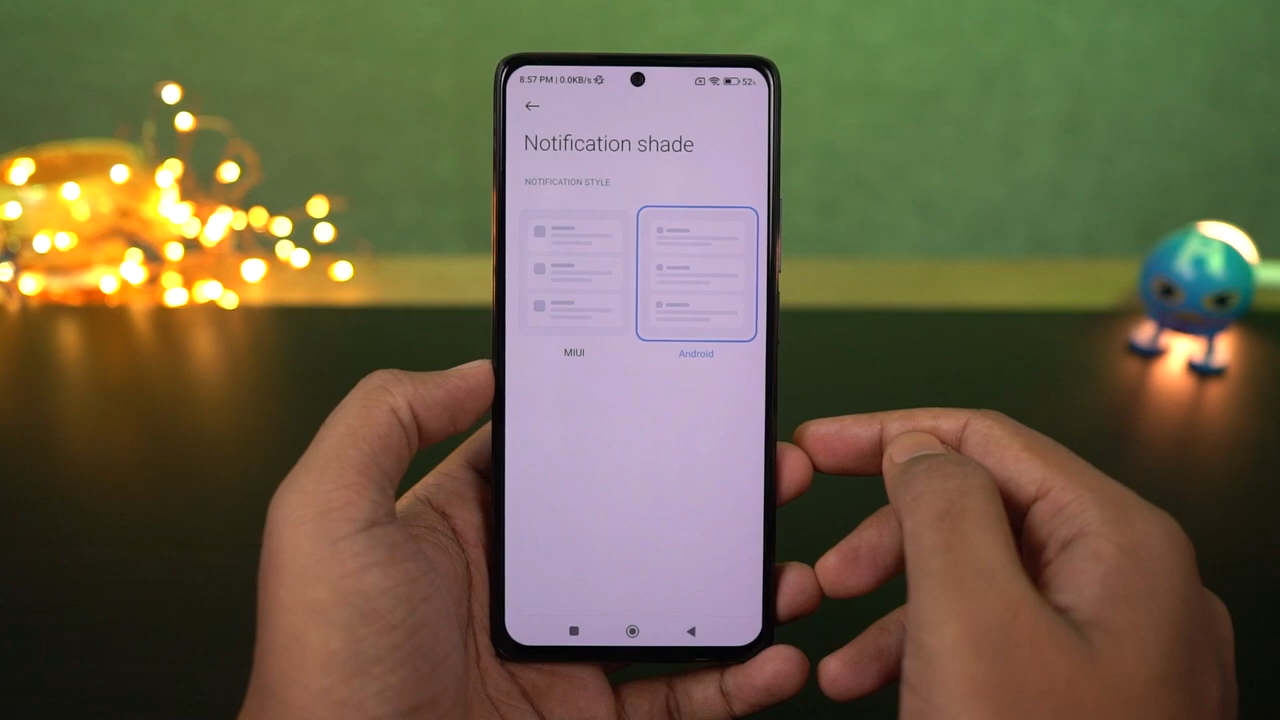 8:57 PM | 0.0KB/s
52%
Notification shade
NOTIFICATION STYLE
MIUI
Android